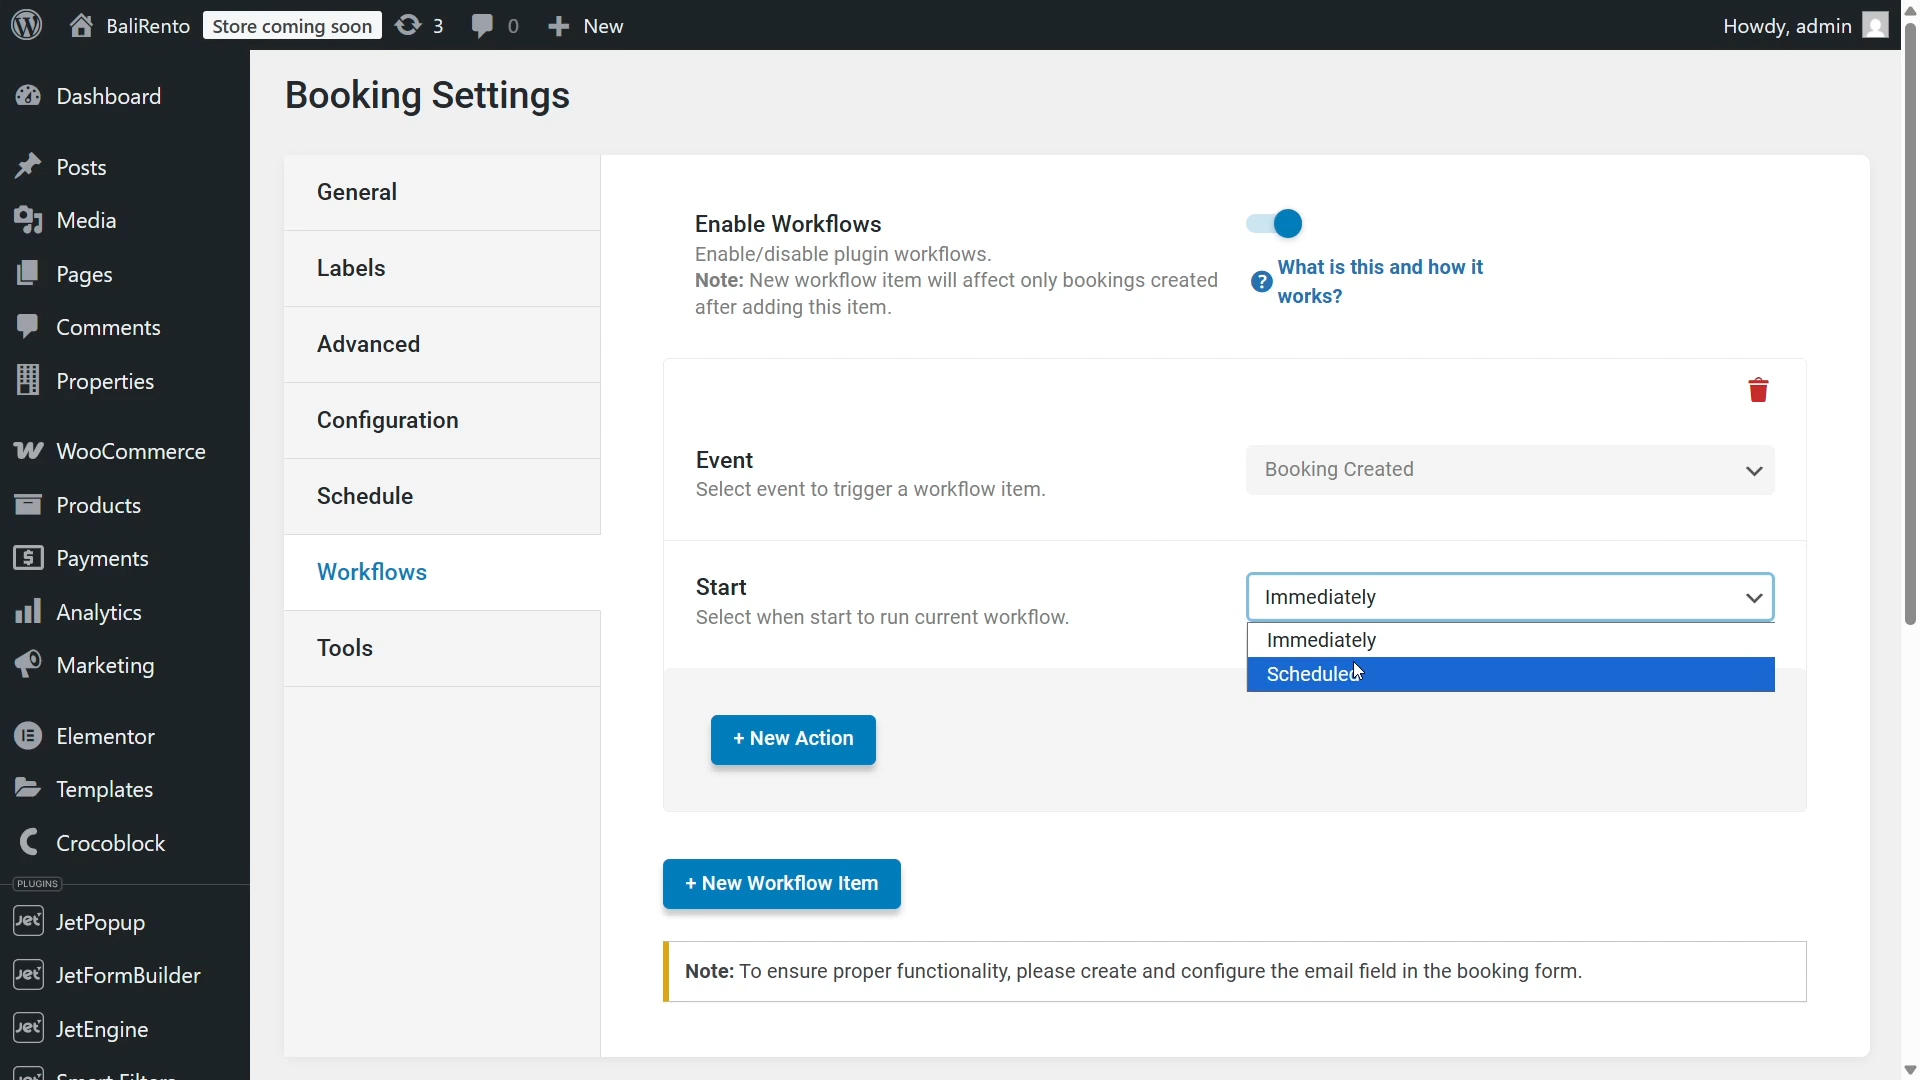 BaliRento
Store coming soon
3
0
New
Howdy, admin
Dashboard
Posts
Media
Pages
Comments
Properties
WooCommerce
Products
Payments
Analytics
Marketing
Elementor
Templates
Crocoblock
PLUGINS
JetPopup
JetFormBuilder
JetEngine
Booking Settings
General
Labels
Advanced
Configuration
Schedule
Workflows
Tools
Enable Workflows
Enable/disable plugin workflows.
Note: New workflow item will affect only bookings created
after adding this item.
What is this and how it
works?
Event
Select event to trigger a workflow item.
Booking Created
Start
Select when start to run current workflow.
Immediately
Immediately
Scheduled
+ New Action
+ New Workflow Item
Note: To ensure proper functionality, please create and configure the email field in the booking form.